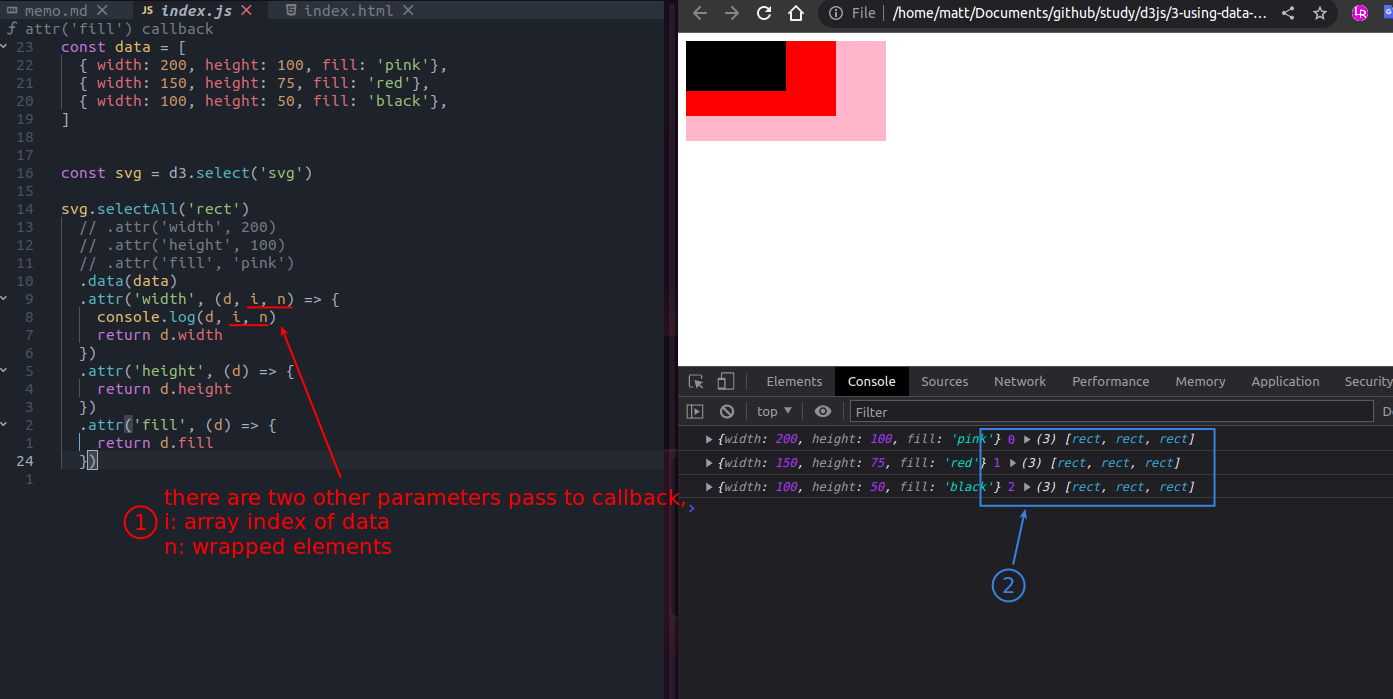 memo.md
JS index.js
index.html
attr('fill') callback
23 const data = [
22 { width: 200, height: 100, fill: 'pink'},
21 { width: 150, height: 75, fill: 'red'},
20 { width: 100, height: 50, fill: 'black'},
19 ]
18
17
16 const svg = d3.select('svg')
15
14 svg.selectAll('rect')
13 // .attr('width', 200)
12 // .attr('height', 100)
11 // .attr('fill', 'pink')
10 .data(data)
9 .attr('width', (d, i, n) => {
8 console.log(d, i, n)
7 return d.width
6 })
5 .attr('height', (d) => {
4 return d.height
3 })
2 .attr('fill', (d) => {
1 return d.fill
24 })
1
1 there are two other parameters pass to callback,
i: array index of data
n: wrapped elements
File /home/matt/Documents/github/study/d3js/3-using-data-...
LR
Elements Console Sources Network Performance Memory Application Security
top Filter
{width: 200, height: 100, fill: 'pink'} 0 (3) [rect, rect, rect]
{width: 150, height: 75, fill: 'red'} 1 (3) [rect, rect, rect]
{width: 100, height: 50, fill: 'black'} 2 (3) [rect, rect, rect]
2